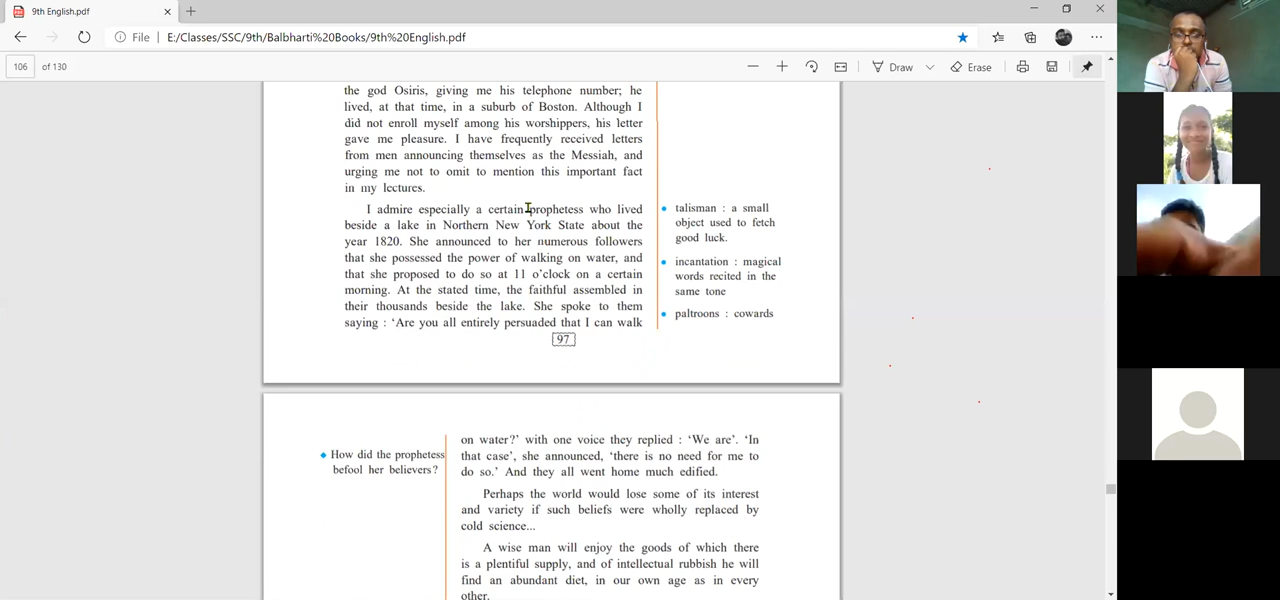 9th English.pdf
File
E:/Classes/SSC/9th/Balbharti%20Books/9th%20English.pdf
106
of 130
Draw
Erase
the god Osiris, giving me his telephone number; he
lived, at that time, in a suburb of Boston. Although I
did not enroll myself among his worshippers, his letter
gave me pleasure. I have frequently received letters
from men announcing themselves as the Messiah, and
urging me not to omit to mention this important fact
in my lectures.
I admire especially a certain prophetess who lived
beside a lake in Northern New York State about the
year 1820. She announced to her numerous followers
that she possessed the power of walking on water, and
that she proposed to do so at 11 o'clock on a certain
morning. At the stated time, the faithful assembled in
their thousands beside the lake. She spoke to them
saying : ‘Are you all entirely persuaded that I can walk
talisman : a small
object used to fetch
good luck.
incantation : magical
words recited in the
same tone
paltroons : cowards
97
How did the prophetess
befool her believers?
on water?’ with one voice they replied : ‘We are’. ‘In
that case’, she announced, ‘there is no need for me to
do so.’ And they all went home much edified.
Perhaps the world would lose some of its interest
and variety if such beliefs were wholly replaced by
cold science...
A wise man will enjoy the goods of which there
is a plentiful supply, and of intellectual rubbish he will
find an abundant diet, in our own age as in every
other.